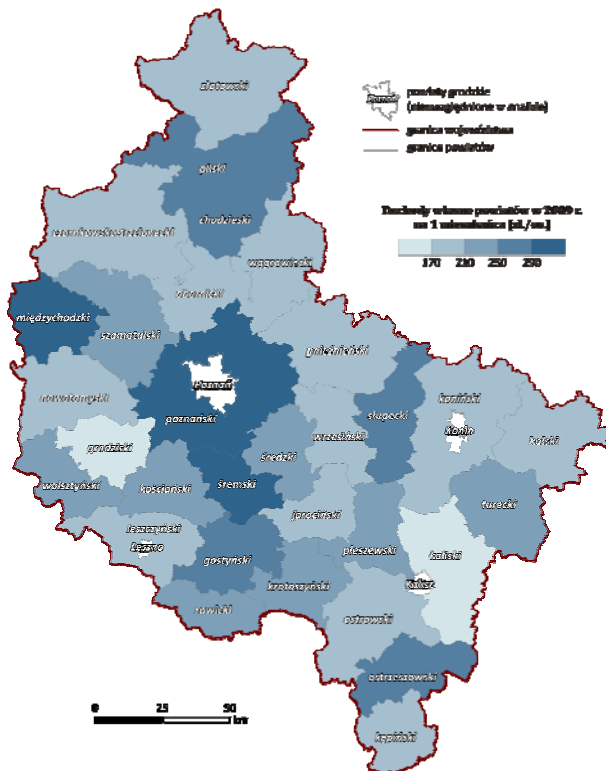 złotowski
Poznań
powiaty grodzkie
(nieuwzględnione w analizie)
granica województwa
granica powiatów
pilski
chodzieski
czarnkowsko-trzcianecki
wągrowiecki
Dochody własne powiatów w 2009 r.
na 1 mieszkańca [zł./os.]
170 210 250 290
obornicki
międzychodzki
szamotulski
gnieźnieński
Poznań
nowotomyski
poznański
słupecki
koniński
Konin
kolski
grodziski
wrzesiński
średzki
wolsztyński
kościański
śremski
turecki
jarociński
leszczyński
Leszno
gostyński
pleszewski
kaliski
Kalisz
krotoszyński
rawicki
ostrowski
ostrzeszowski
0 25 50
km
kępiński